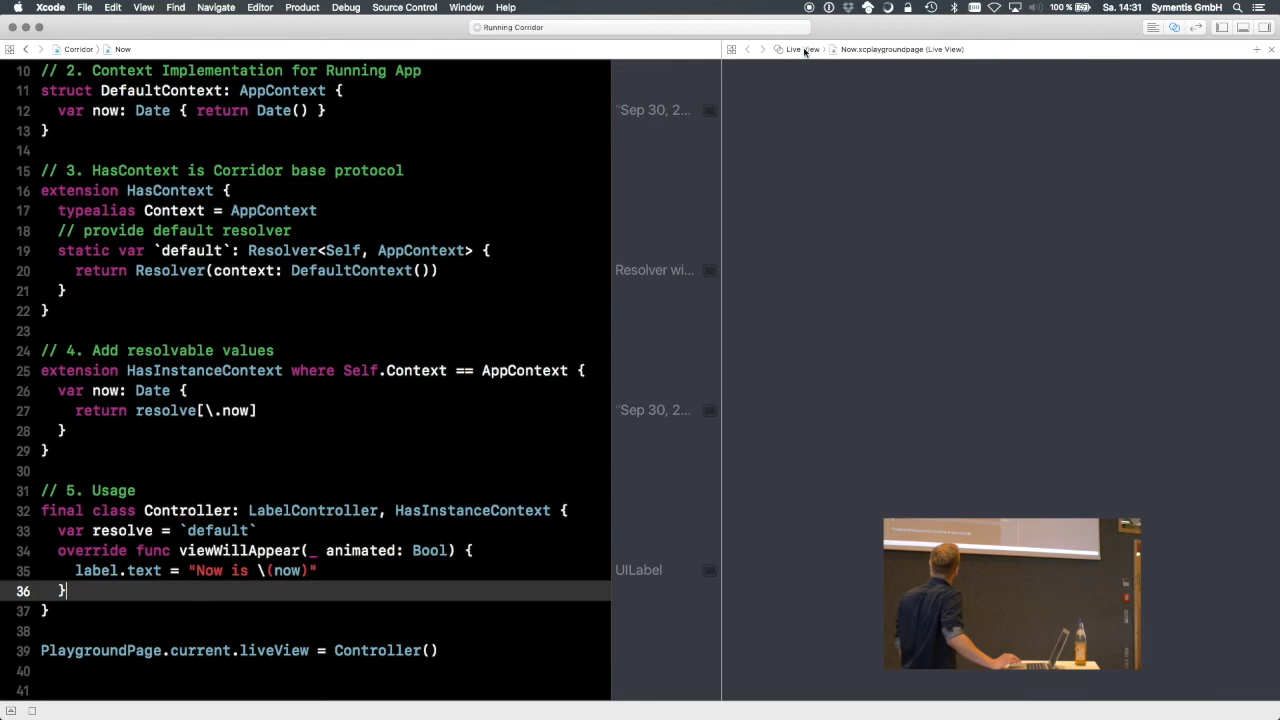 Xcode File Edit View Find Navigate Editor Product Debug Source Control Window Help 100 % Sa. 14:31 Symentis GmbH
Running Corridor
Corridor Now
Live View Now.xcplaygroundpage (Live View)
10 // 2. Context Implementation for Running App
11 struct DefaultContext: AppContext {
12 var now: Date { return Date() } "Sep 30, 2...
13 }
14
15 // 3. HasContext is Corridor base protocol
16 extension HasContext {
17 typealias Context = AppContext
18 // provide default resolver
19 static var `default`: Resolver<Self, AppContext> {
20 return Resolver(context: DefaultContext()) Resolver wi...
21 }
22 }
23
24 // 4. Add resolvable values
25 extension HasInstanceContext where Self.Context == AppContext {
26 var now: Date {
27 return resolve[\.now] "Sep 30, 2...
28 }
29 }
30
31 // 5. Usage
32 final class Controller: LabelController, HasInstanceContext {
33 var resolve = `default`
34 override func viewWillAppear(_ animated: Bool) {
35 label.text = "Now is \(now)" UILabel
36 }
37 }
38
39 PlaygroundPage.current.liveView = Controller()
40
41